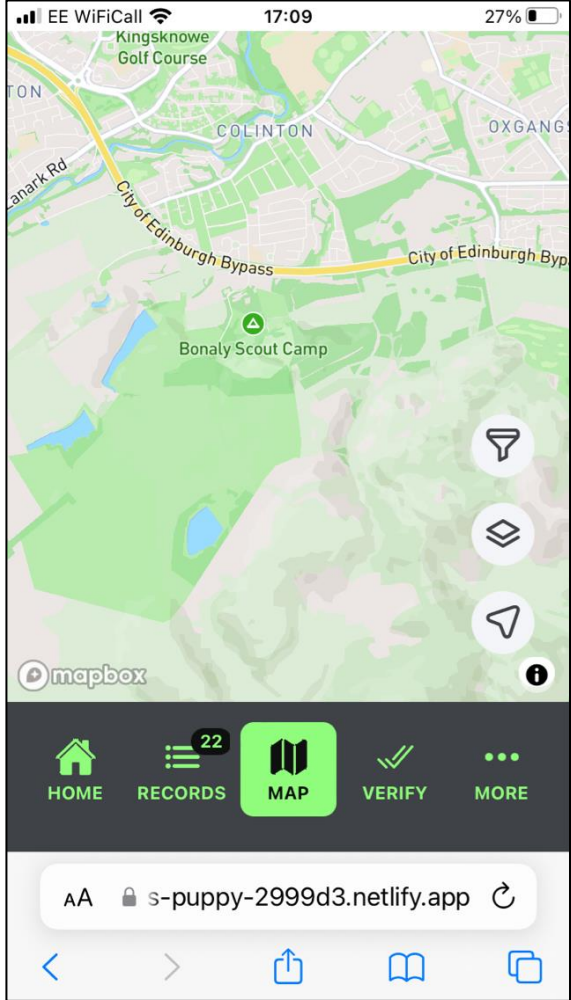 EE WiFiCall 17:09 27%
Kingsknowe
Golf Course
TON
COLINTON
OXGANGS
Lanark Rd
City of Edinburgh Bypass
City of Edinburgh Byp
Bonaly Scout Camp
mapbox
i
22
HOME RECORDS MAP VERIFY MORE
AA s-puppy-2999d3.netlify.app